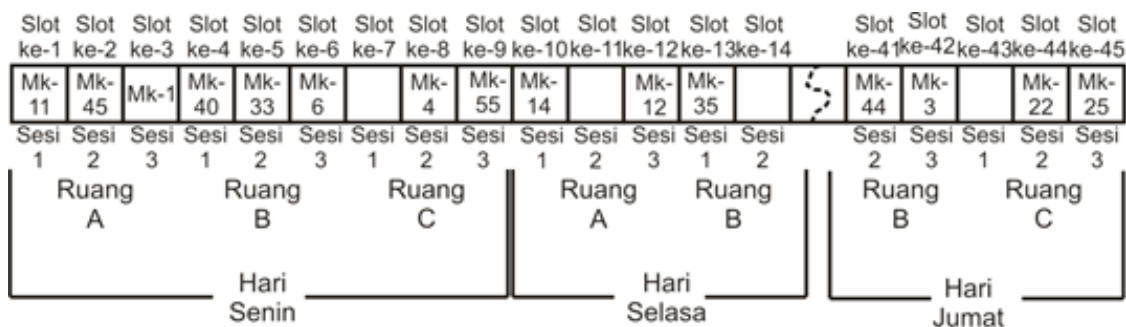 Slot Slot Slot Slot Slot Slot Slot Slot Slot Slot Slot Slot Slot Slot Slot Slot Slot Slot Slot
ke-1 ke-2 ke-3 ke-4 ke-5 ke-6 ke-7 ke-8 ke-9 ke-10 ke-11 ke-12 ke-13 ke-14 ke-41 ke-42 ke-43 ke-44 ke-45
Mk-11 Mk-45 Mk-1 Mk-40 Mk-33 Mk-6 Mk-4 Mk-55 Mk-14 Mk-12 Mk-35 Mk-44 Mk-3 Mk-22 Mk-25
Sesi Sesi Sesi Sesi Sesi Sesi Sesi Sesi Sesi Sesi Sesi Sesi Sesi Sesi Sesi Sesi Sesi Sesi Sesi
1 2 3 1 2 3 1 2 3 1 2 3 1 2 2 3 1 2 3
Ruang Ruang Ruang Ruang Ruang Ruang Ruang
A B C A B B C
Hari Hari Hari
Senin Selasa Jumat